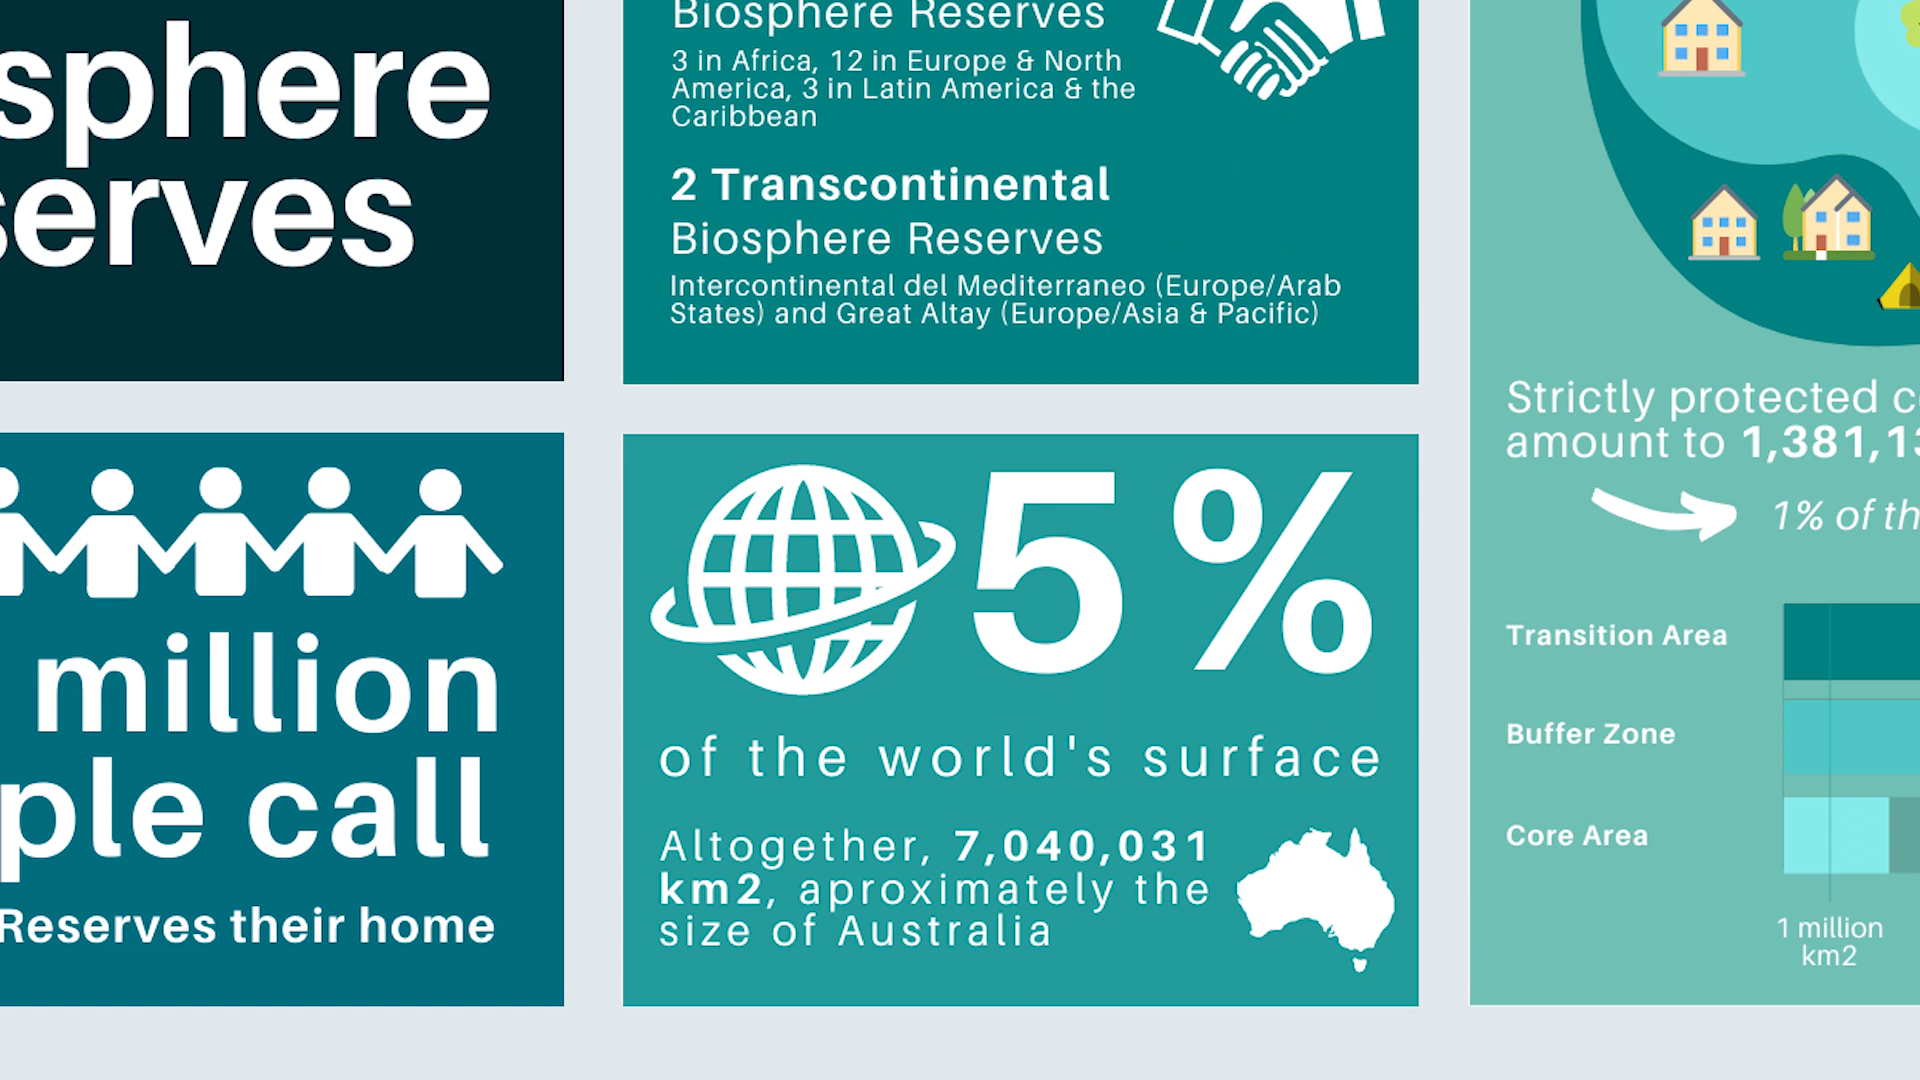 sphere
serves
million
ple call
Reserves their home
Biosphere Reserves
3 in Africa, 12 in Europe & North
America, 3 in Latin America & the
Caribbean
2 Transcontinental
Biosphere Reserves
Intercontinental del Mediterraneo (Europe/Arab
States) and Great Altay (Europe/Asia & Pacific)
5%
of the world's surface
Altogether, 7,040,031
km2, aproximately the
size of Australia
Strictly protected
amount to 1,381,13
1% of th
Transition Area
Buffer Zone
Core Area
1 million
km2